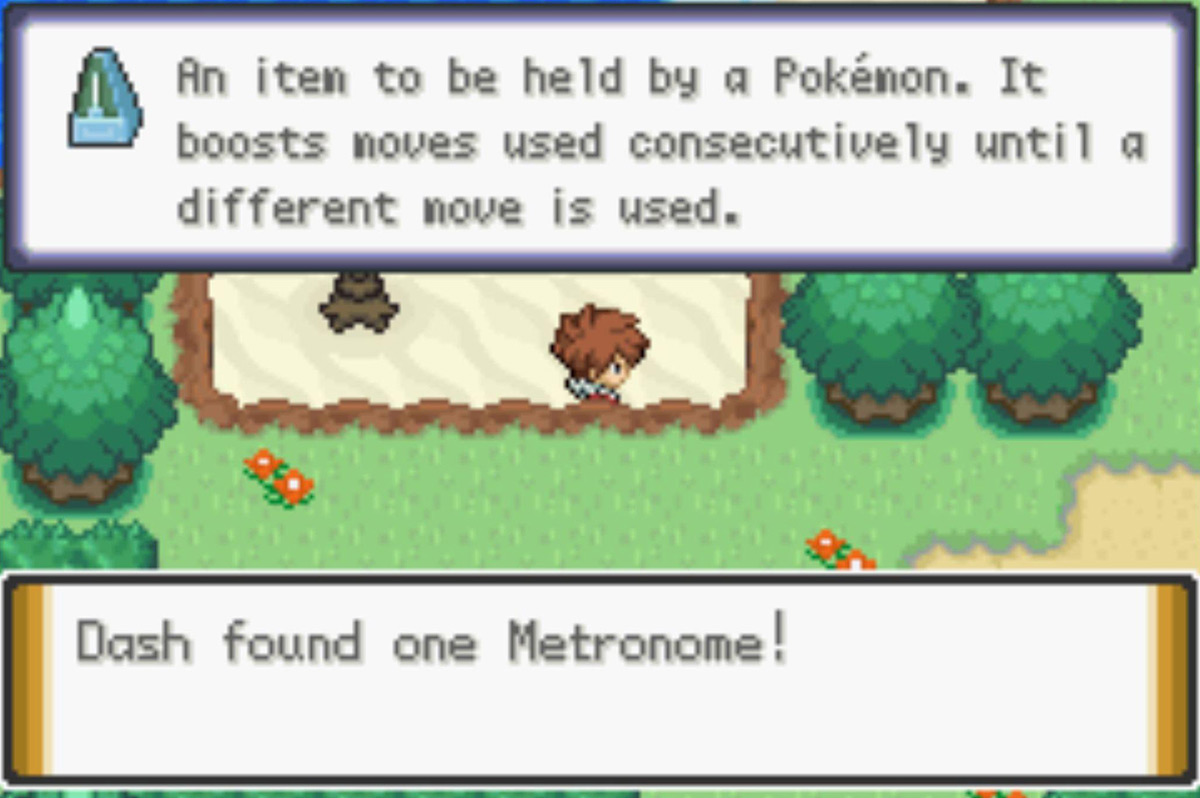 An item to be held by a Pokémon. It
boosts moves used consecutively until a
different move is used.
Dash found one Metronome!